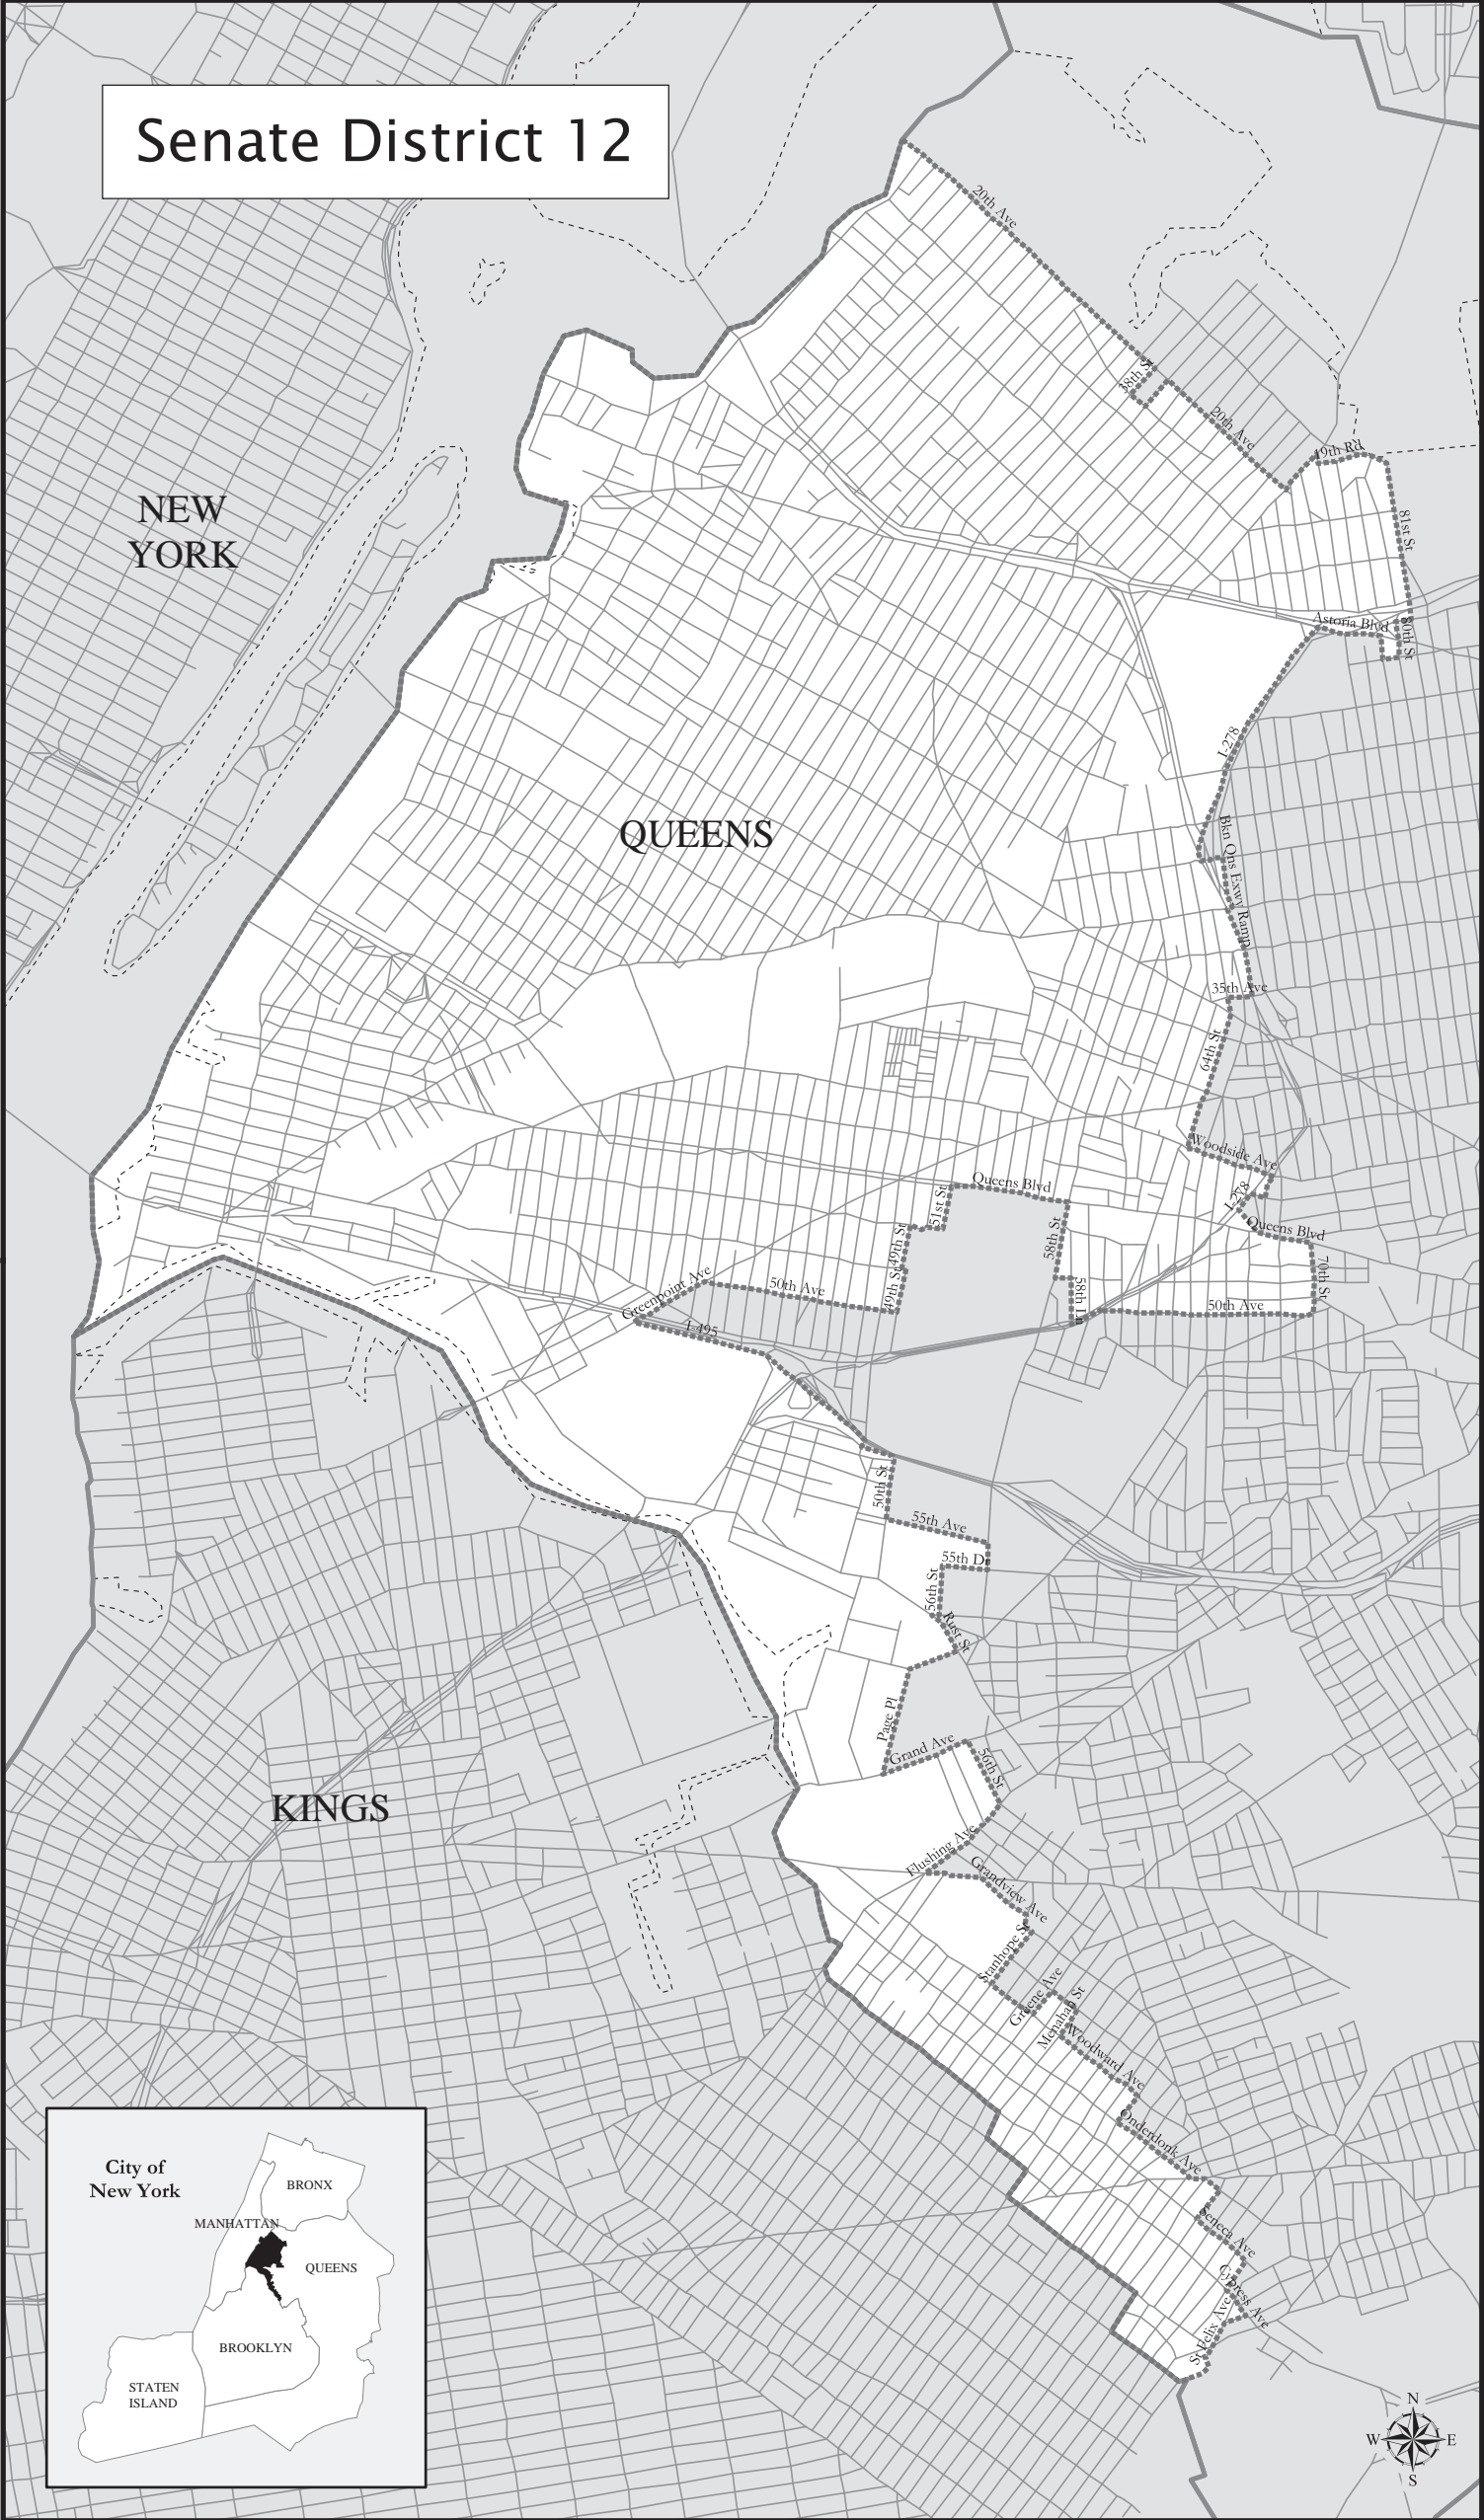 Senate District 12
20th Ave
38th St
20th Ave
19th Rd
81st St
NEW
YORK
Astoria Blvd
80th St
I-278
QUEENS
Bkn Qns Exwy Ramp
35th Ave
64th St
Woodside Ave
Queens Blvd
51st St
I-278
49th St
58th St
Queens Blvd
Greenpoint Ave
50th Ave
49th St
58th Ln
70th St
50th Ave
I-495
50th St
55th Ave
55th Dr
56th St
Rust St
Page Pl
Grand Ave
56th St
KINGS
Flushing Ave
Grandview Ave
Stanhope St
Greene Ave
Menahan St
Woodward Ave
Onderdonk Ave
Seneca Ave
Cypress Ave
St Felix Ave
City of
New York
BRONX
MANHATTAN
QUEENS
BROOKLYN
STATEN
ISLAND
N
W
E
S